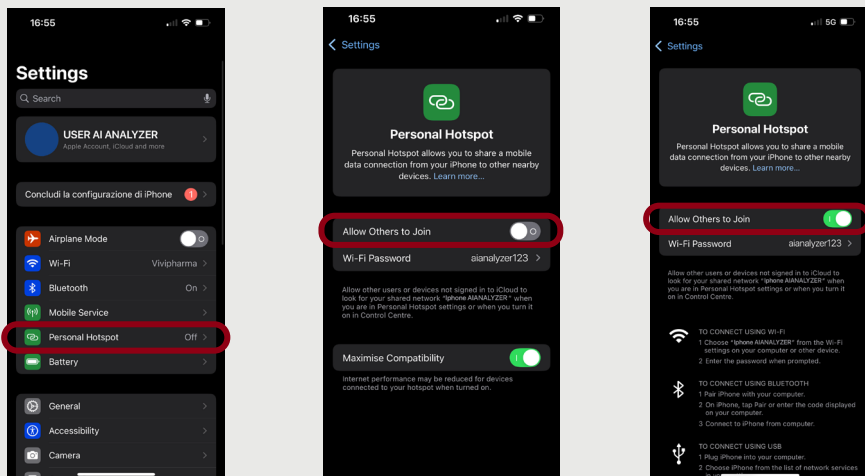 16:55
Settings
Search
USER AI ANALYZER
Apple Account, iCloud and more
Concludi la configurazione di iPhone 1
Airplane Mode
Wi-Fi Vivipharma
Bluetooth On
Mobile Service
Personal Hotspot Off
Battery
General
Accessibility
Camera
16:55
Settings
Personal Hotspot
Personal Hotspot allows you to share a mobile
data connection from your iPhone to other nearby
devices. Learn more...
Allow Others to Join
Wi-Fi Password aianalyzer123
Allow other users or devices not signed in to iCloud to
look for your shared network "Iphone AIANALYZER" when
you are in Personal Hotspot settings or when you turn it
on in Control Centre.
Maximise Compatibility
Internet performance may be reduced for devices
connected to your hotspot when turned on.
16:55 5G
Settings
Personal Hotspot
Personal Hotspot allows you to share a mobile
data connection from your iPhone to other nearby
devices. Learn more...
Allow Others to Join
Wi-Fi Password aianalyzer123
Allow other users or devices not signed in to iCloud to
look for your shared network "Iphone AIANALYZER" when
you are in Personal Hotspot settings or when you turn it
on in Control Centre.
TO CONNECT USING WI-FI
1 Choose "Iphone AIANALYZER" from the Wi-Fi
settings on your computer or other device.
2 Enter the password when prompted.
TO CONNECT USING BLUETOOTH
1 Pair iPhone with your computer.
2 On iPhone, tap Pair or enter the code displayed
on your computer.
3 Connect to iPhone from computer.
TO CONNECT USING USB
1 Plug iPhone into your computer.
2 Choose iPhone from the list of network services